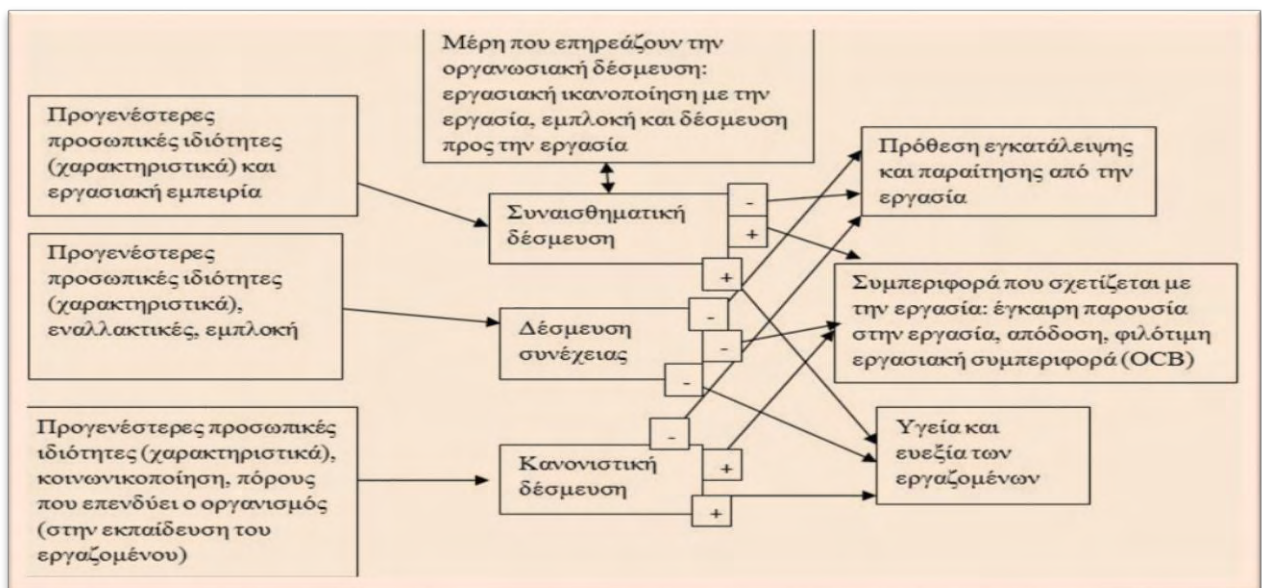 Μέρη που επηρεάζουν την
οργανωσιακή δέσμευση:
εργασιακή ικανοποίηση με την
εργασία, εμπλοκή και δέσμευση
προς την εργασία
Προγενέστερες
προσωπικές ιδιότητες
(χαρακτηριστικά) και
εργασιακή εμπειρία
Προγενέστερες
προσωπικές ιδιότητες
(χαρακτηριστικά),
εναλλακτικές, εμπλοκή
Προγενέστερες προσωπικές
ιδιότητες (χαρακτηριστικά),
κοινωνικοποίηση, πόρους
που επενδύει ο οργανισμός
(στην εκπαίδευση του
εργαζομένου)
Συναισθηματική
δέσμευση
-
+
+
Δέσμευση
συνέχειας
-
-
-
Κανονιστική
δέσμευση
-
+
+
Πρόθεση εγκατάλειψης
και παραίτησης από την
εργασία
Συμπεριφορά που σχετίζεται με
την εργασία: έγκαιρη παρουσία
στην εργασία, απόδοση, φιλότιμη
εργασιακή συμπεριφορά (OCB)
Υγεία και
ευεξία των
εργαζομένων